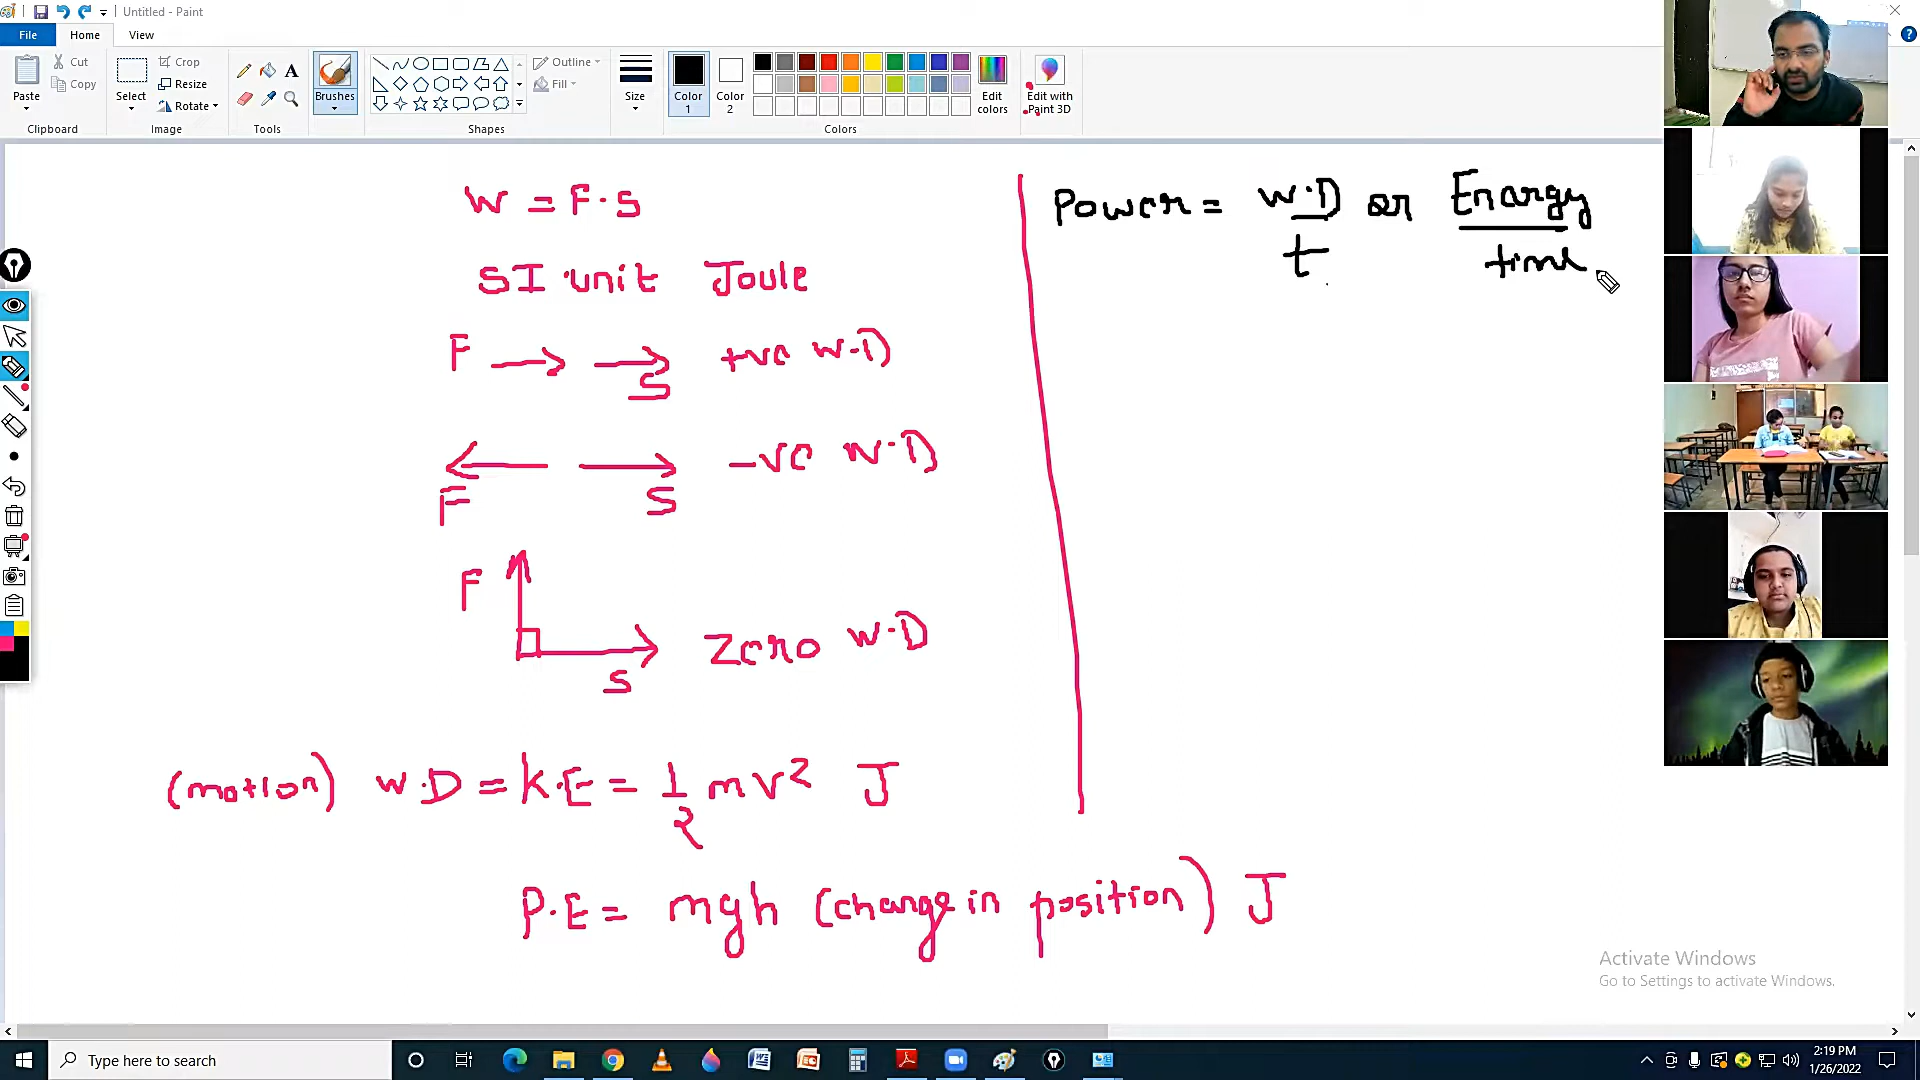 Untitled - Paint
File Home View
Paste
Cut
Copy
Clipboard
Select
Crop
Resize
Rotate
Image
A
Tools
Brushes
Outline
Fill
Shapes
Size
Color 1
Color 2
Edit colors
Colors
Edit with Paint 3D
W = F·S
SI unit Joule
F S +ve W·D
F S -ve W·D
F S Zero W·D
(motion) W·D = K·E = 1/2 mv² J
P·E = mgh (change in position) J
Power = W·D/t or Energy/time
Activate Windows
Go to Settings to activate Windows.
Type here to search
2:19 PM
1/26/2022